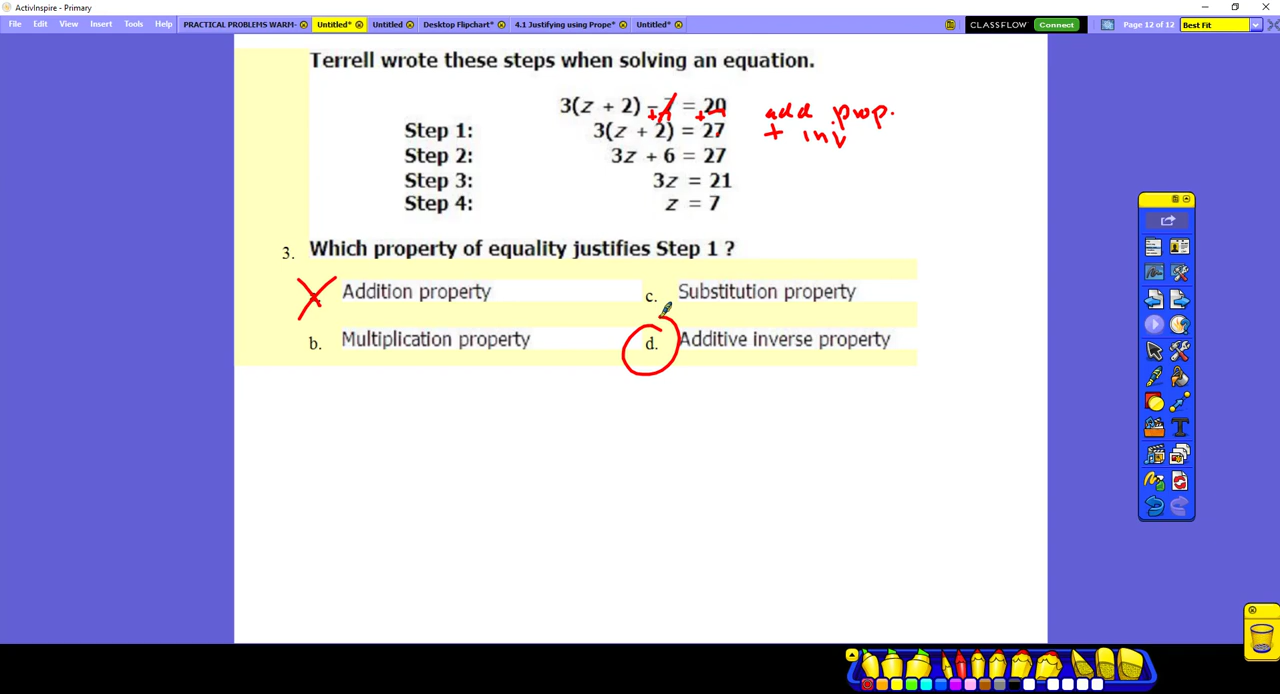 ActivInspire - Primary
File Edit View Insert Tools Help
PRACTICAL PROBLEMS WARM- Untitled* Untitled Desktop Flipchart* 4.1 Justifying using Prope* Untitled*
CLASSFLOW Connect Page 12 of 12 Best Fit
Terrell wrote these steps when solving an equation.
3(z + 2) – 7 = 20 add prop.
+7 +7
Step 1: 3(z + 2) = 27 + inv
Step 2: 3z + 6 = 27
Step 3: 3z = 21
Step 4: z = 7
3. Which property of equality justifies Step 1 ?
Addition property
c. Substitution property
b. Multiplication property
d. Additive inverse property